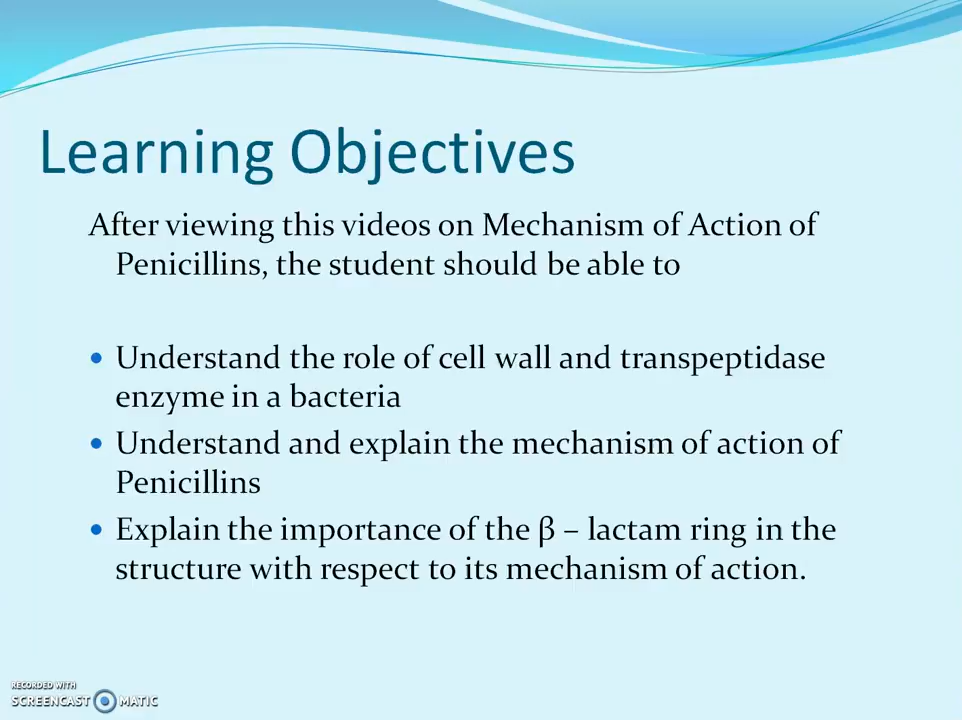 Learning Objectives
After viewing this videos on Mechanism of Action of
Penicillins, the student should be able to
• Understand the role of cell wall and transpeptidase
enzyme in a bacteria
• Understand and explain the mechanism of action of
Penicillins
• Explain the importance of the β – lactam ring in the
structure with respect to its mechanism of action.
RECORDED WITH
SCREENCAST MATIC